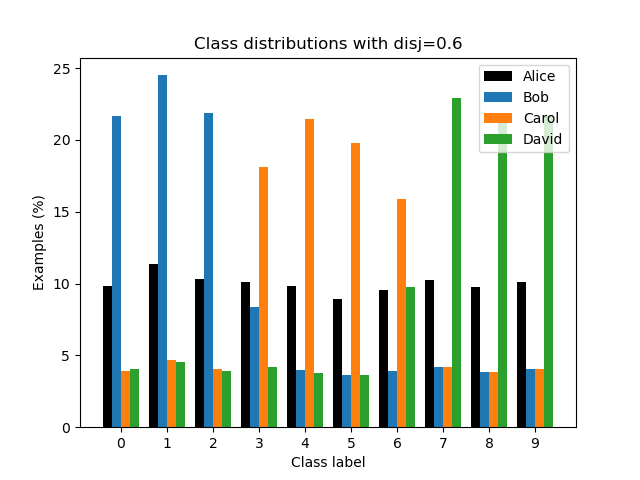 Class distributions with disj=0.6
Alice
Bob
Carol
David
25
20
15
10
5
0
Examples (%)
0 1 2 3 4 5 6 7 8 9
Class label